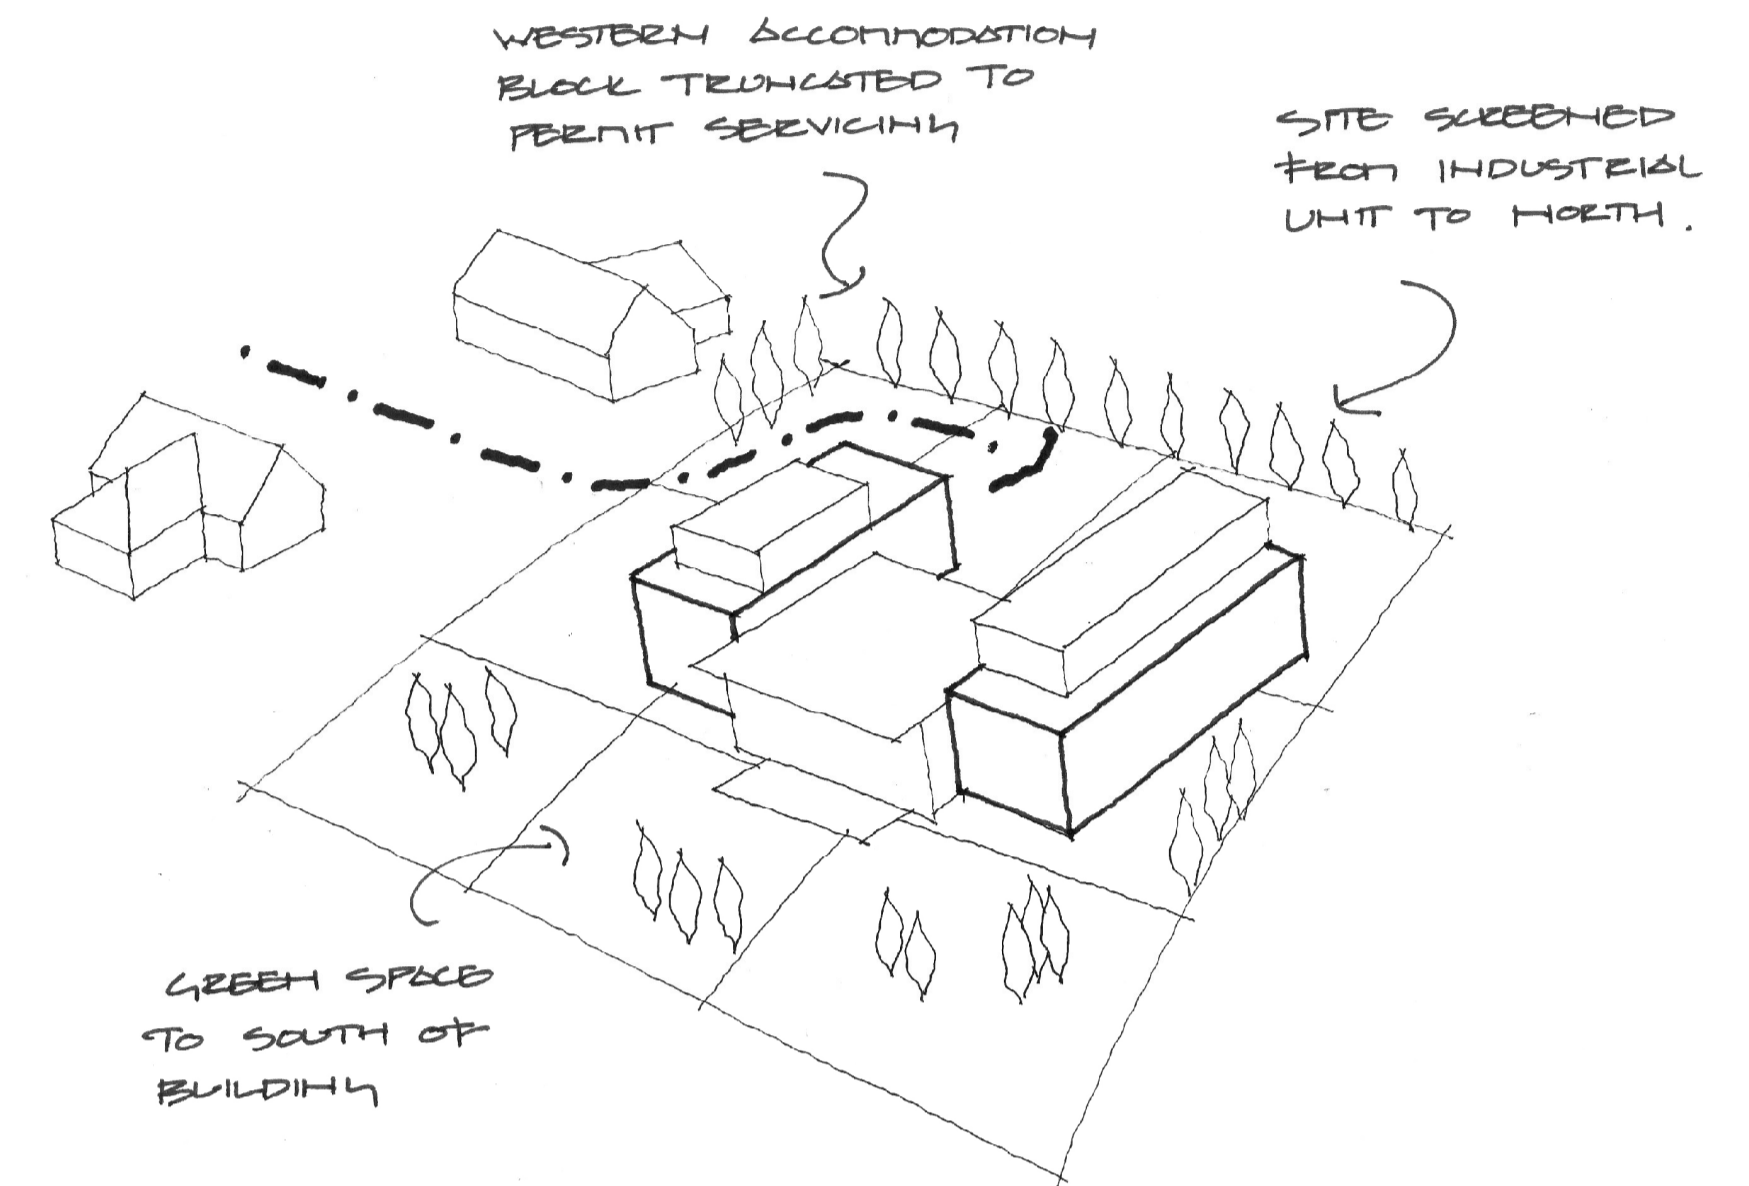 WESTERN ACCOMMODATION
BLOCK TRUNCATED TO
PERMIT SERVICING
SITE SCREENED
FROM INDUSTRIAL
UNIT TO NORTH.
GREEN SPACE
TO SOUTH OF
BUILDING